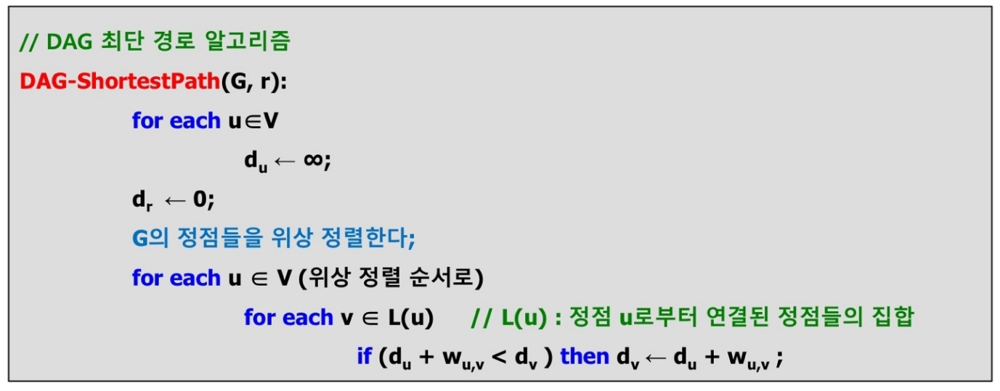 // DAG 최단 경로 알고리즘
DAG-ShortestPath(G, r):
for each u∈V
d_u ← ∞;
d_r ← 0;
G의 정점들을 위상 정렬한다;
for each u ∈ V (위상 정렬 순서로)
for each v ∈ L(u) // L(u) : 정점 u로부터 연결된 정점들의 집합
if (d_u + w_u,v < d_v ) then d_v ← d_u + w_u,v ;